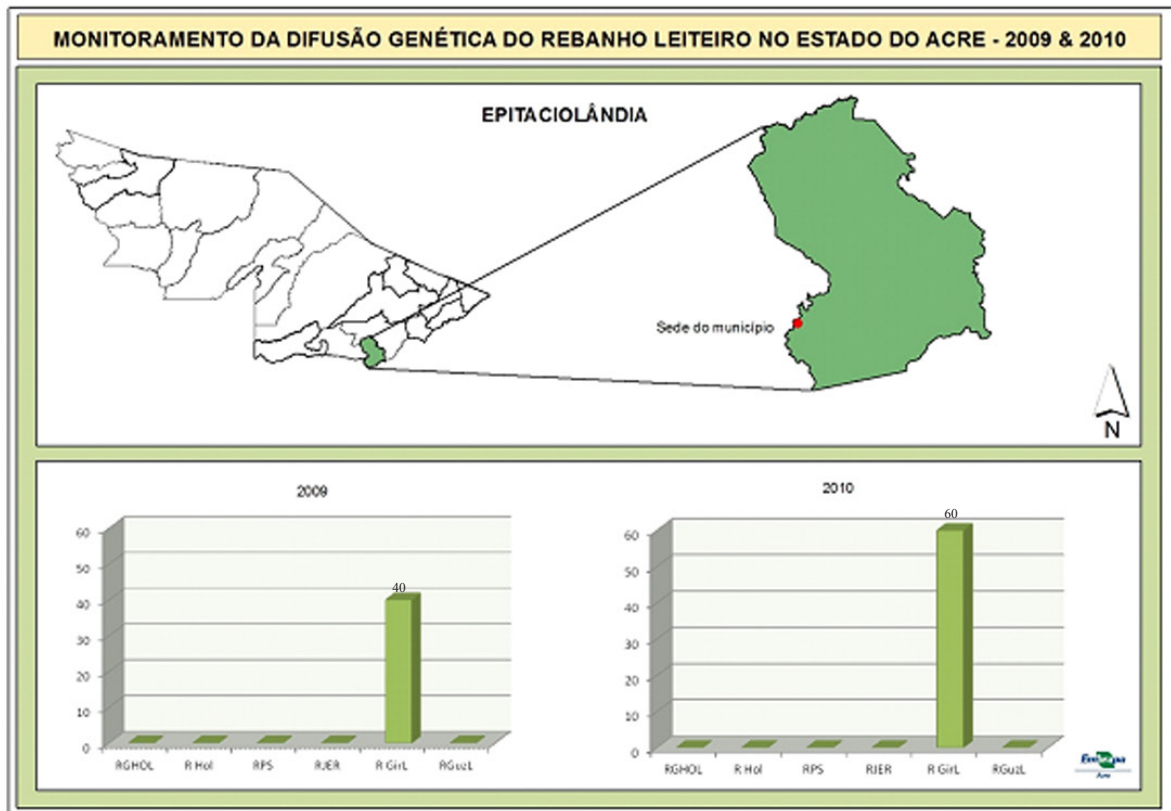 MONITORAMENTO DA DIFUSÃO GENÉTICA DO REBANHO LEITEIRO NO ESTADO DO ACRE - 2009 & 2010
EPITACIOLÂNDIA
Sede do município
N
2009
60
50
40
30
20
10
0
40
RGHOL R Hol RPS RJER R GirL RGuzL
2010
60
50
40
30
20
10
0
60
RGHOL R Hol RPS RJER R GirL RGuzL
Embrapa
Acre